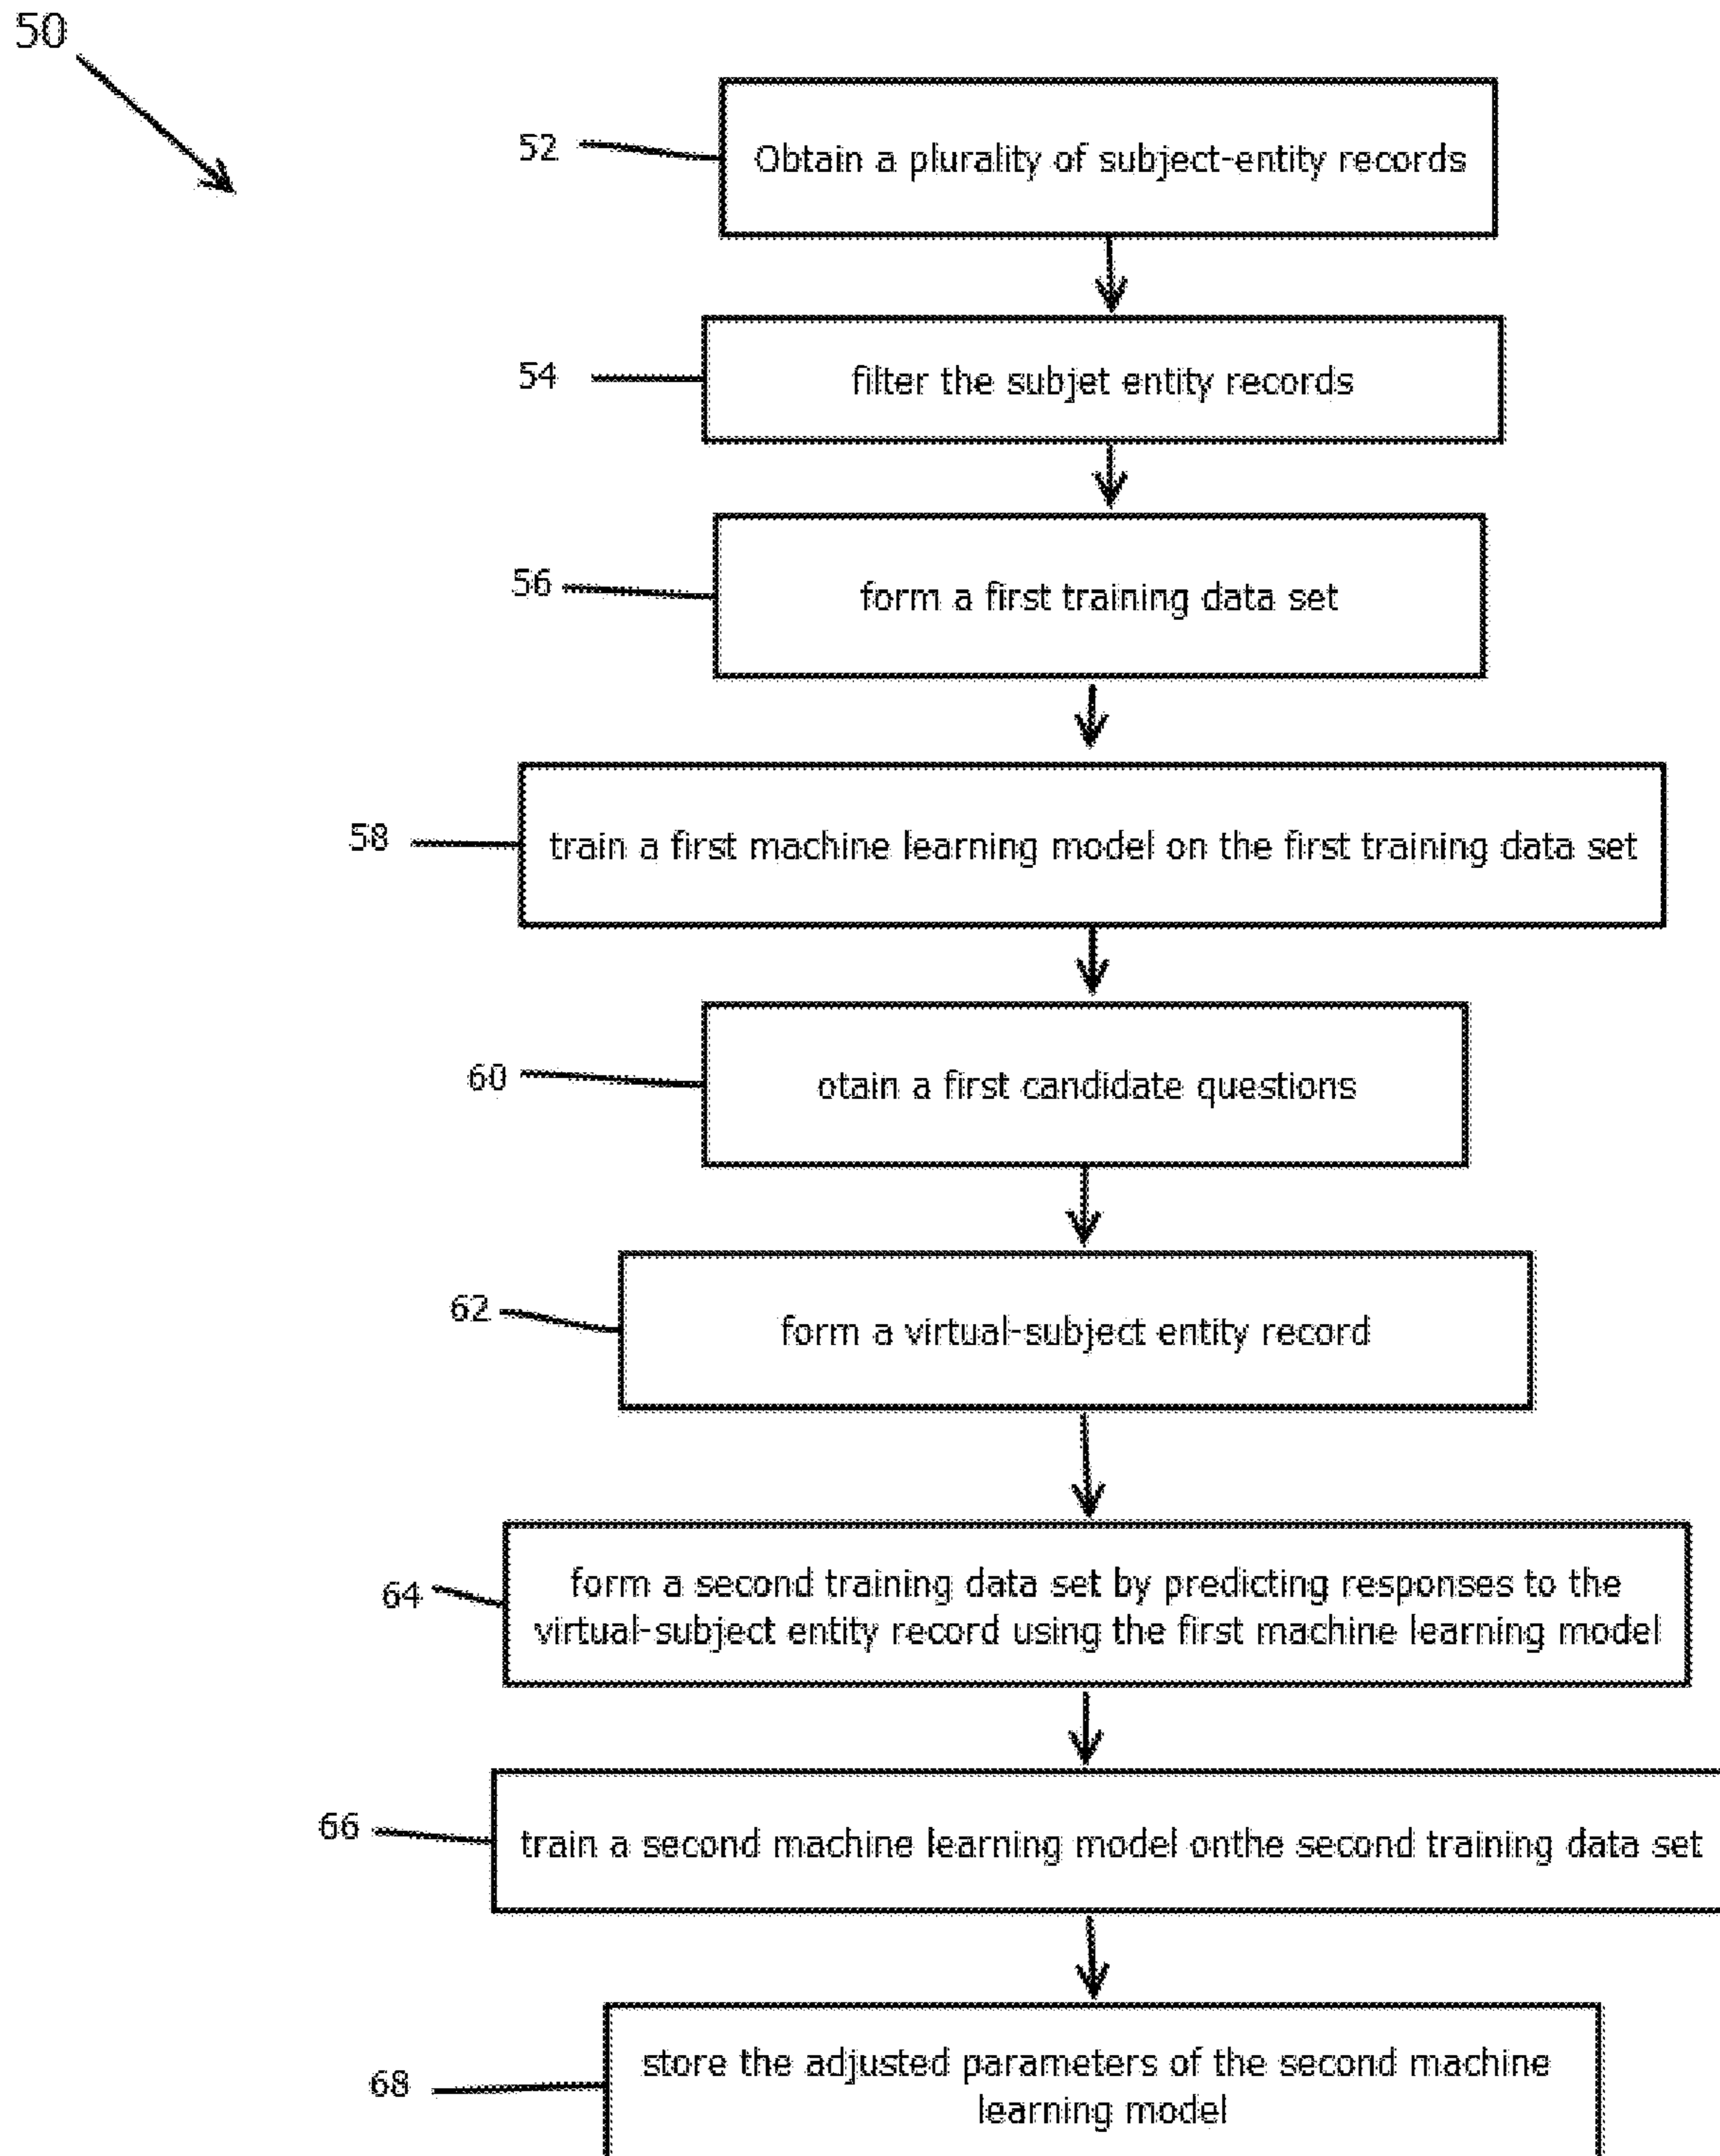 50
52
Obtain a plurality of subject-entity records
54
filter the subjet entity records
56
form a first training data set
58
train a first machine learning model on the first training data set
60
otain a first candidate questions
62
form a virtual-subject entity record
64
form a second training data set by predicting responses to the
virtual-subject entity record using the first machine learning model
66
train a second machine learning model onthe second training data set
68
store the adjusted parameters of the second machine
learning model